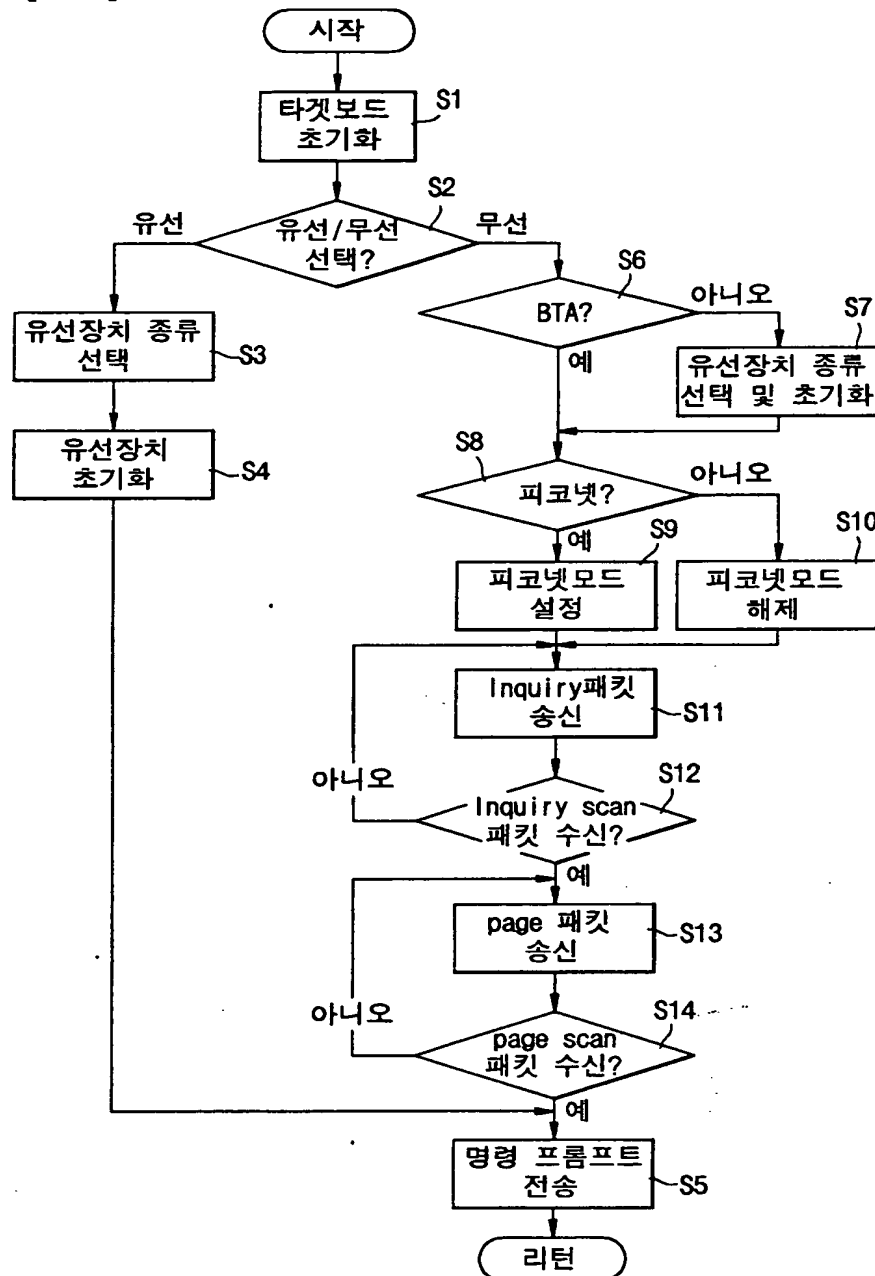 시작
타겟보드
초기화
S1
S2
유선
유선/무선
선택?
무선
S6
BTA?
아니오
예
S7
유선장치 종류
선택
S3
유선장치 종류
선택 및 초기화
유선장치
초기화
S4
S8
피코넷?
아니오
예
S9
S10
피코넷모드
설정
피코넷모드
해제
Inquiry패킷
송신
S11
아니오
S12
Inquiry scan
패킷 수신?
예
page 패킷
송신
S13
아니오
S14
page scan
패킷 수신?
예
명령 프롬프트
전송
S5
리턴